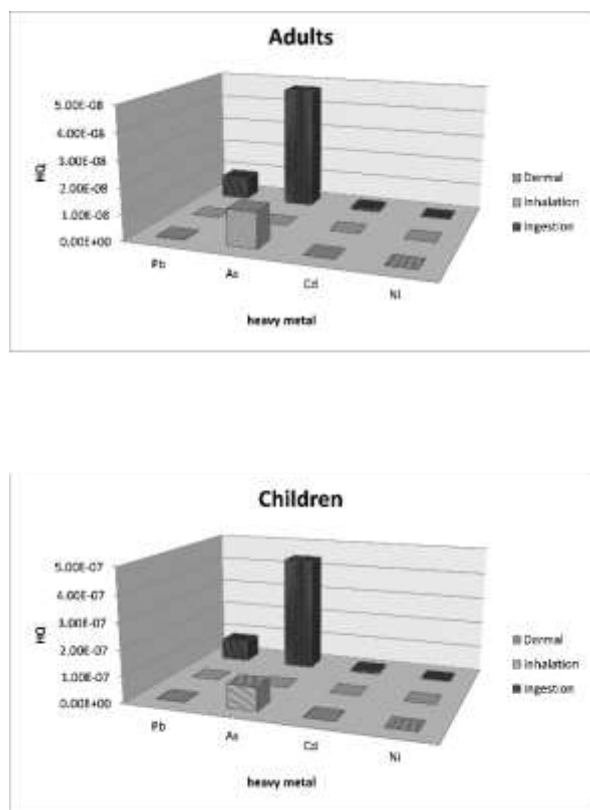 Adults
5.00E-08
4.00E-08
3.00E-08
2.00E-08
1.00E-08
0.00E+00
HQ
Pb
As
Cd
Ni
heavy metal
Dermal
Inhalation
Ingestion
Children
5.00E-07
4.00E-07
3.00E-07
2.00E-07
1.00E-07
0.00E+00
HQ
Pb
As
Cd
Ni
heavy metal
Dermal
Inhalation
Ingestion